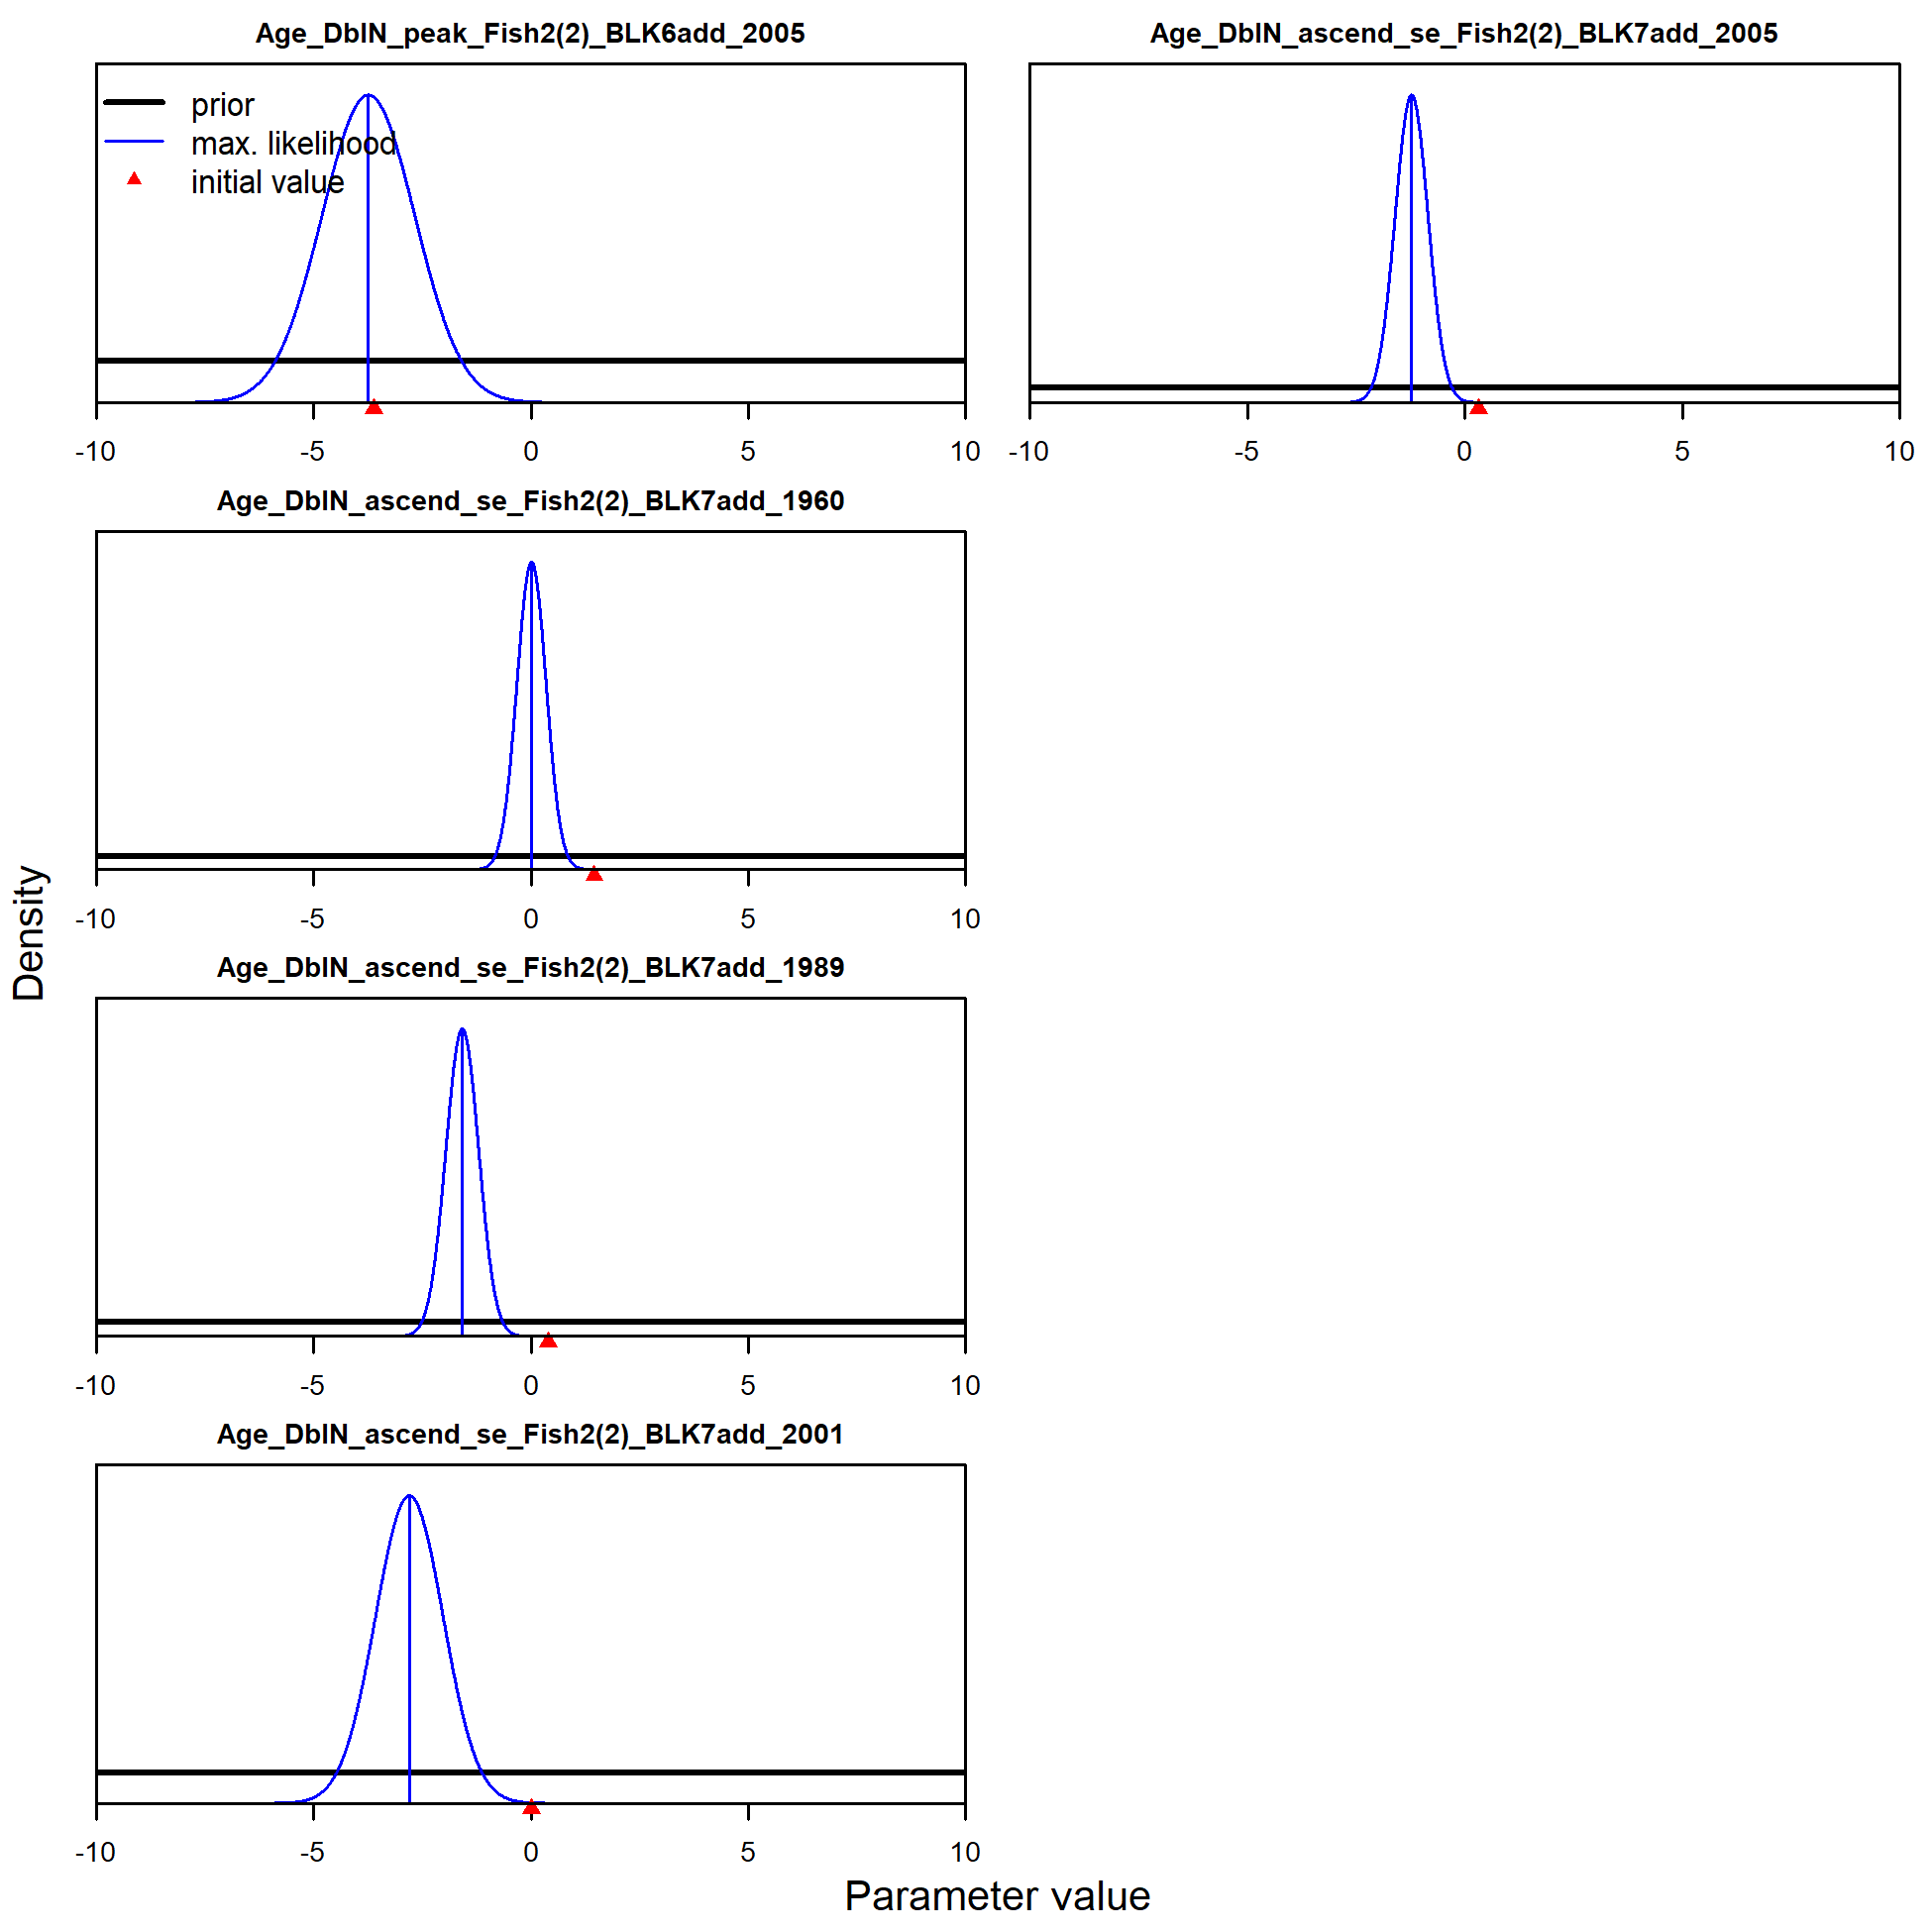 Age_DblN_peak_Fish2(2)_BLK6add_2005
prior
max. likelihood
initial value
-10 -5 0 5 10
Age_DblN_ascend_se_Fish2(2)_BLK7add_2005
-10 -5 0 5 10
Age_DblN_ascend_se_Fish2(2)_BLK7add_1960
-10 -5 0 5 10
Age_DblN_ascend_se_Fish2(2)_BLK7add_1989
-10 -5 0 5 10
Age_DblN_ascend_se_Fish2(2)_BLK7add_2001
-10 -5 0 5 10
Density
Parameter value